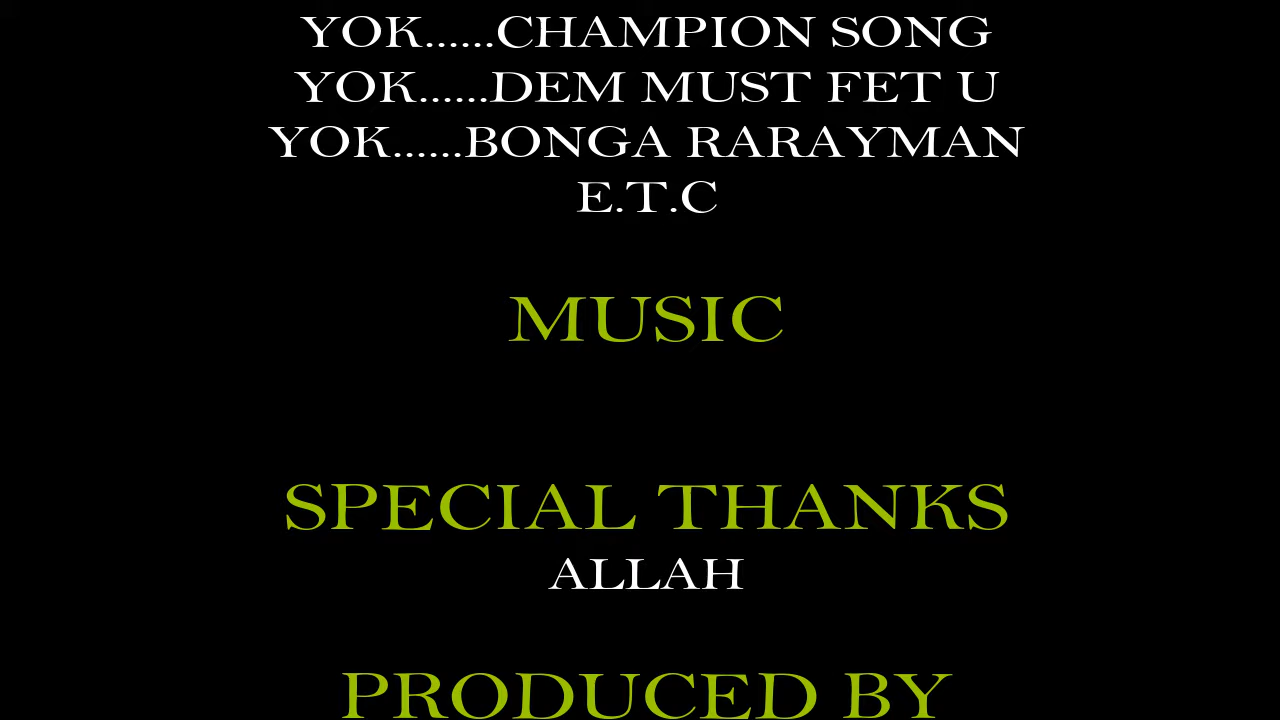 YOK......CHAMPION SONG
YOK......DEM MUST FET U
YOK......BONGA RARAYMAN
E.T.C
MUSIC
SPECIAL THANKS
ALLAH
PRODUCED BY